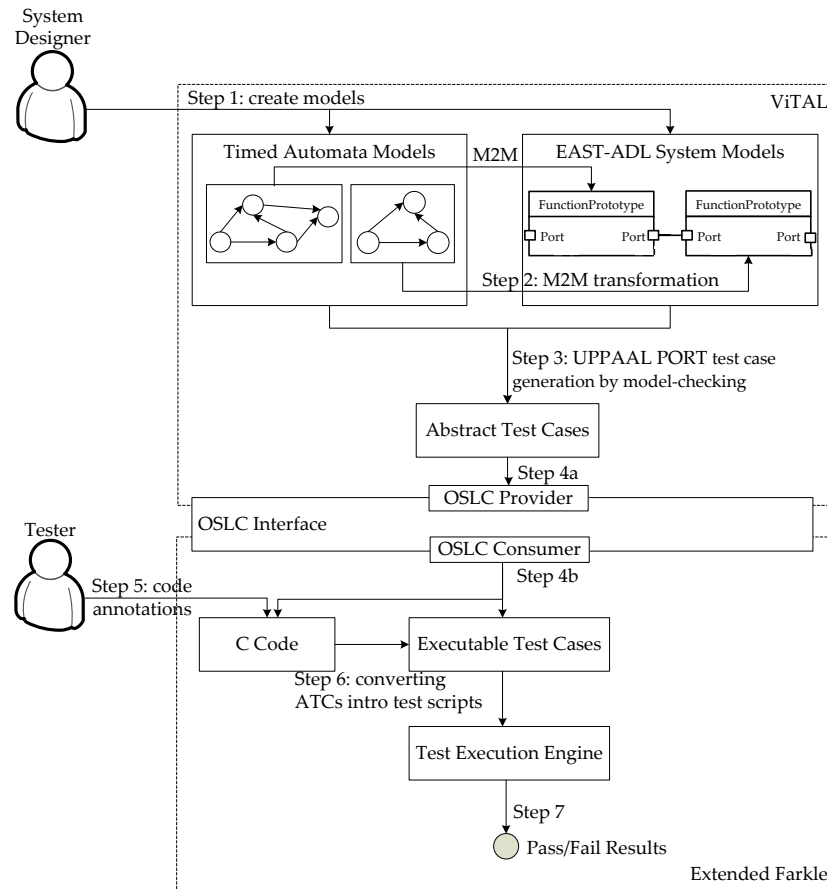 System
Designer
Step 1: create models
ViTAL
Timed Automata Models
M2M
EAST-ADL System Models
FunctionPrototype
FunctionPrototype
Port
Port
Port
Port
Step 2: M2M transformation
Step 3: UPPAAL PORT test case
generation by model-checking
Abstract Test Cases
Step 4a
OSLC Provider
OSLC Interface
Tester
OSLC Consumer
Step 4b
Step 5: code
annotations
C Code
Executable Test Cases
Step 6: converting
ATCs intro test scripts
Test Execution Engine
Step 7
Pass/Fail Results
Extended Farkle